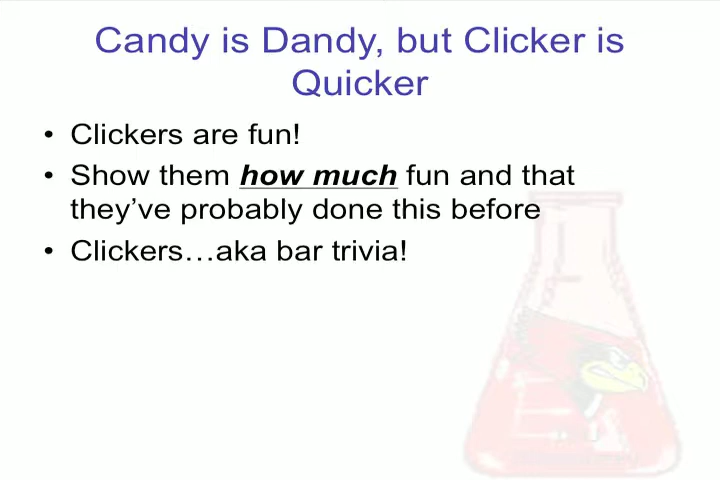 Candy is Dandy, but Clicker is
Quicker
• Clickers are fun!
• Show them how much fun and that
they’ve probably done this before
• Clickers…aka bar trivia!